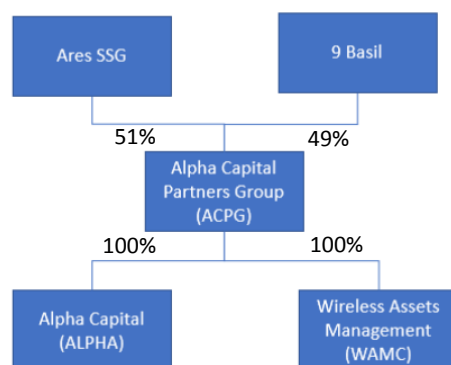 Ares SSG
9 Basil
51%
49%
Alpha Capital
Partners Group
(ACPG)
100%
100%
Alpha Capital
(ALPHA)
Wireless Assets
Management
(WAMC)